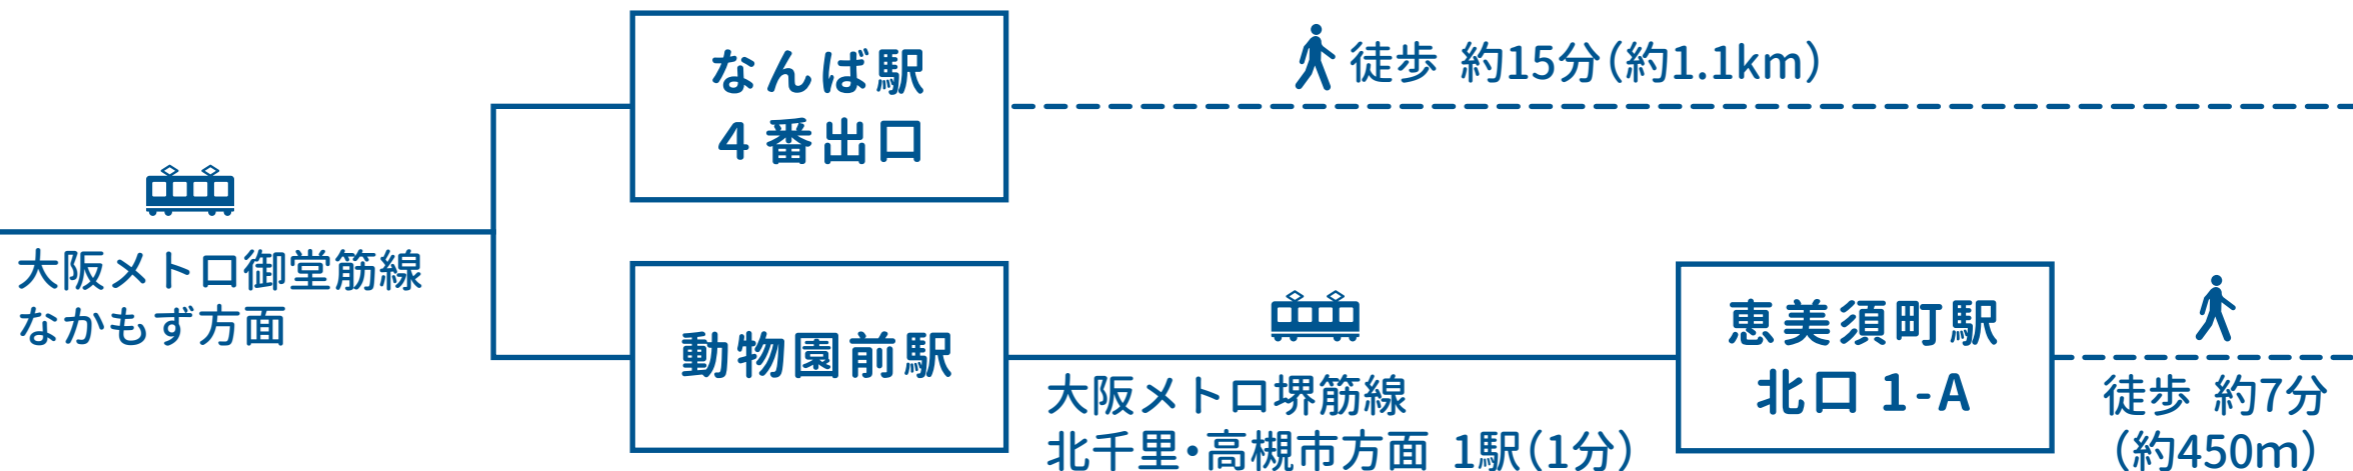 なんば駅
4番出口
徒歩 約15分(約1.1km)
大阪メトロ御堂筋線
なかもず方面
動物園前駅
大阪メトロ堺筋線
北千里・高槻市方面 1駅(1分)
恵美須町駅
北口 1-A
徒歩 約7分
(約450m)